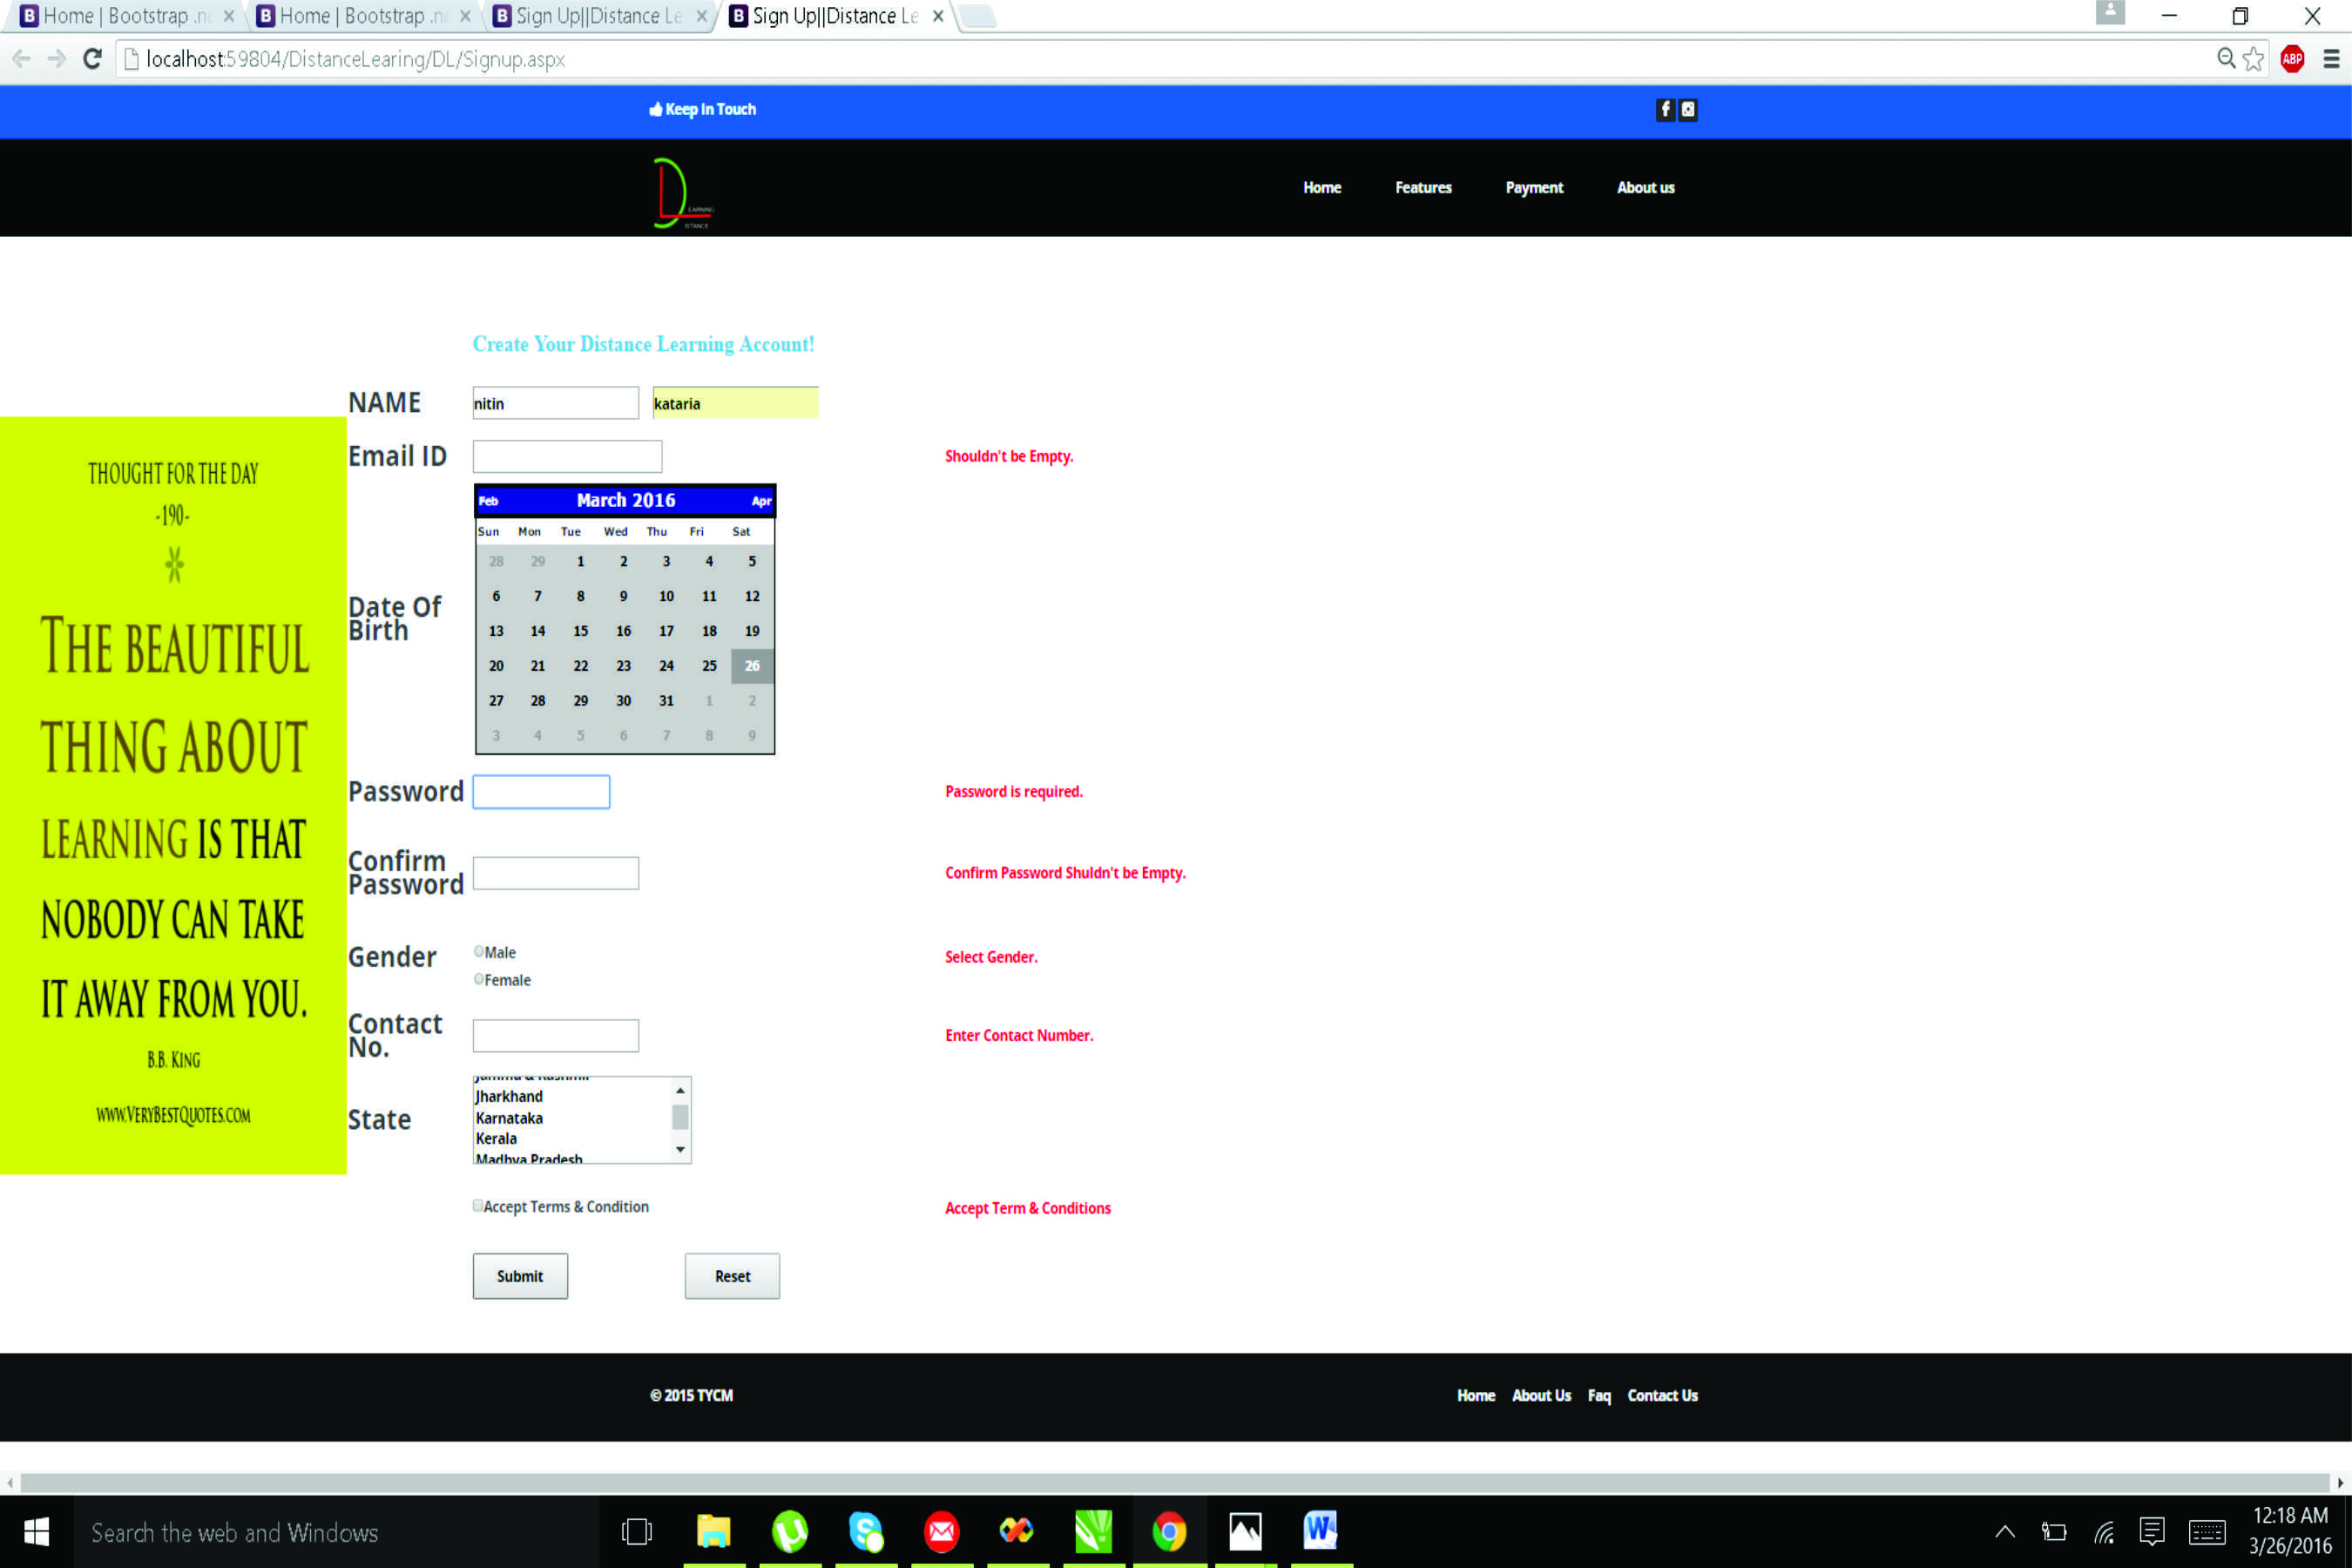 Home | Bootstrap .ne
Home | Bootstrap .ne
Sign Up||Distance Le
Sign Up||Distance Le
localhost:59804/DistanceLearing/DL/Signup.aspx
ABP
Keep In Touch
EARNING
ISTANCE
Home Features Payment About us
Create Your Distance Learning Account!
NAME nitin kataria
Email ID Shouldn't be Empty.
THOUGHT FOR THE DAY
-190-
THE BEAUTIFUL
THING ABOUT
LEARNING IS THAT
NOBODY CAN TAKE
IT AWAY FROM YOU.
B.B. KING
WWW.VERYBESTQUOTES.COM
Feb March 2016 Apr
Sun Mon Tue Wed Thu Fri Sat
28 29 1 2 3 4 5
6 7 8 9 10 11 12
13 14 15 16 17 18 19
20 21 22 23 24 25 26
27 28 29 30 31 1 2
3 4 5 6 7 8 9
Date Of
Birth
Password Password is required.
Confirm
Password
Confirm Password Shuldn't be Empty.
Gender
Male
Female
Select Gender.
Contact
No.
Enter Contact Number.
State
Jammu & Kashmir
Jharkhand
Karnataka
Kerala
Madhya Pradesh
Accept Terms & Condition Accept Term & Conditions
Submit Reset
© 2015 TYCM
Home About Us Faq Contact Us
Search the web and Windows
12:18 AM
3/26/2016